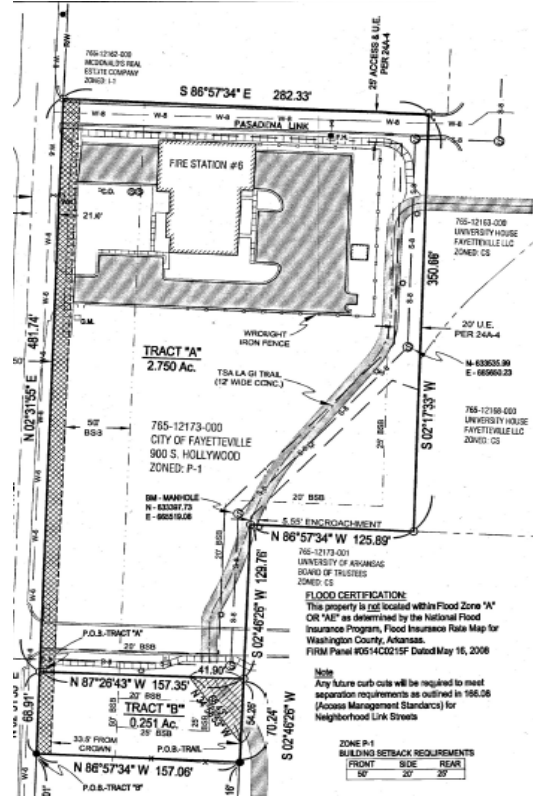 765-12162-000
MCDONALD'S REAL
ESTATE COMPANY
ZONED: I-1
25' ACCESS & U.E.
PER 24A-4
S 86°57'34" E 282.33'
PASADENA LINK
FIRE STATION #6
21.6'
765-12163-000
UNIVERSITY HOUSE
FAYETTEVILLE LLC
ZONED: CS
350.66'
S 02°17'33" W
20' U.E.
PER 24A-4
WROUGHT
IRON FENCE
G.M.
N 02°31'55" E 481.74'
TRACT "A"
2.750 Ac.
TSA LA GI TRAIL
(12' WIDE CONC.)
50'
BSB
765-12173-000
CITY OF FAYETTEVILLE
900 S. HOLLYWOOD
ZONED: P-1
765-12168-000
UNIVERSITY HOUSE
FAYETTEVILLE LLC
ZONED: CS
25' BSB
20' BSB
BM - MANHOLE
5.55' ENCROACHMENT
N 86°57'34" W 125.89'
20' BSB
S 02°46'26" W 129.76'
765-12173-001
UNIVERSITY OF ARKANSAS
BOARD OF TRUSTEES
ZONED: CS
FLOOD CERTIFICATION:
This property is not located within Flood Zone "A"
OR "AE" as determined by the National Flood
Insurance Program, Flood Insurance Rate Map for
Washington County, Arkansas.
FIRM Panel #05143C0215F Dated May 16, 2008
P.O.B.-TRACT "A"
20' BSB
41.90'
N 87°26'43" W 157.35'
20' BSB
TRACT "B"
0.251 Ac.
25' BSB
68.91'
54.26'
70.24'
S 02°46'26" W
33.5' FROM
CROWN
P.O.B.-TRAIL
N 86°57'34" W 157.06'
P.O.B.-TRACT "B"
Note
Any future curb cuts will be required to meet
separation requirements as outlined in 166.08
(Access Management Standards) for
Neighborhood Link Streets
ZONE P-1
BUILDING SETBACK REQUIREMENTS
FRONT SIDE REAR
50' 20' 25'